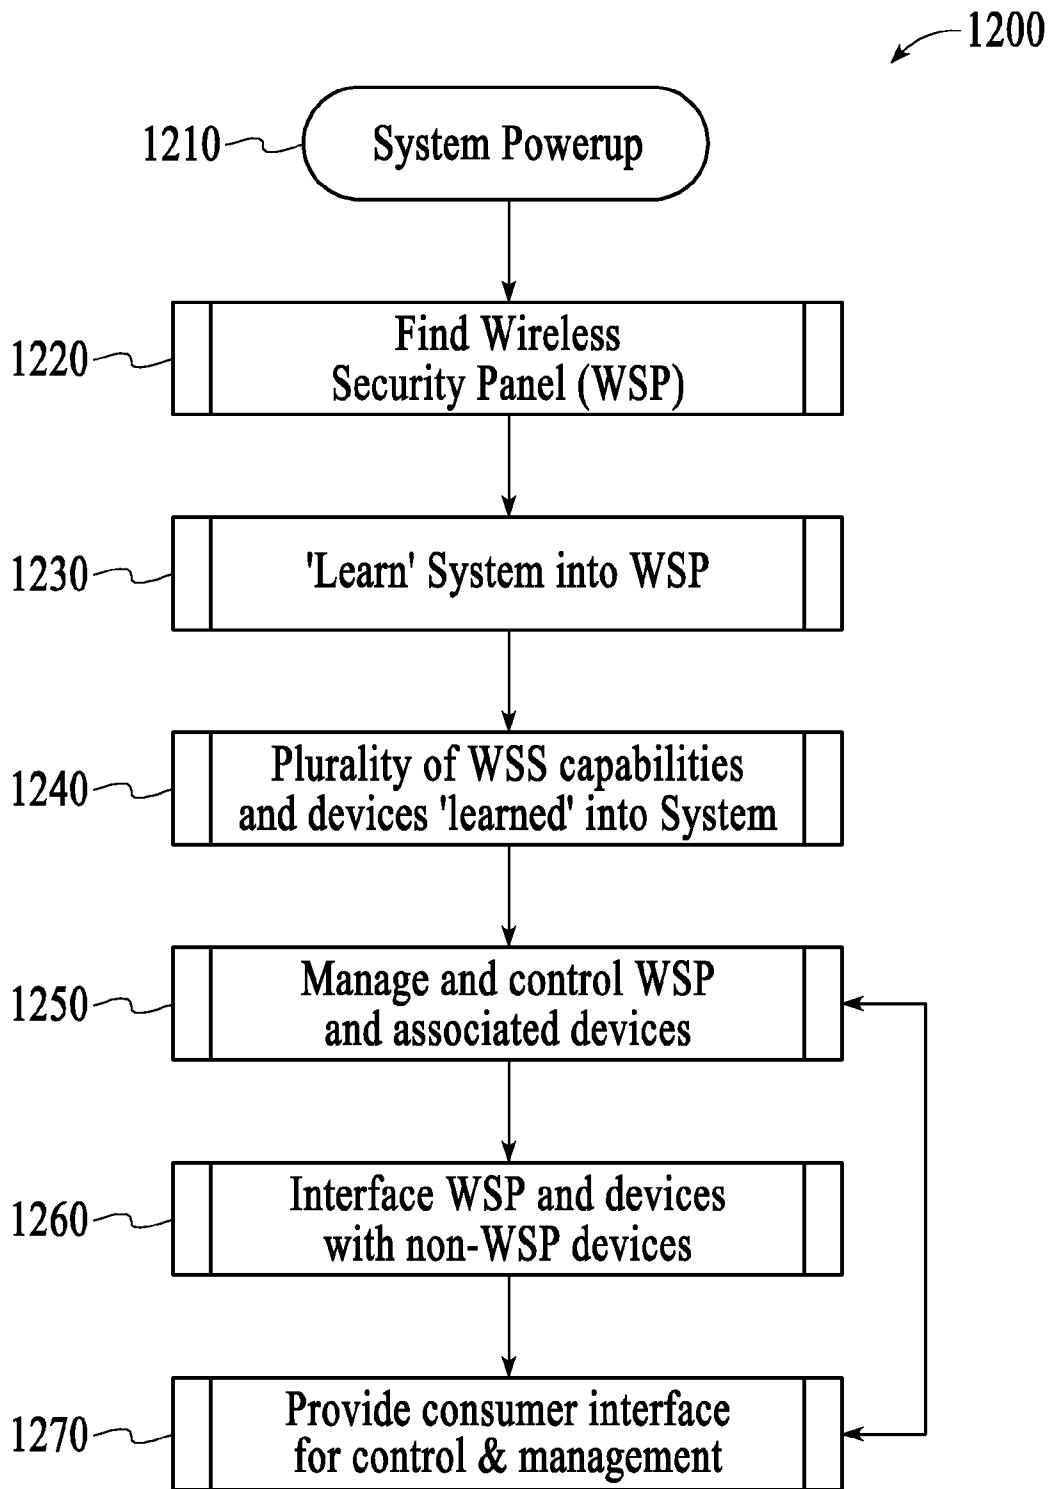 1200
1210
System Powerup
1220
Find Wireless
Security Panel (WSP)
1230
'Learn' System into WSP
1240
Plurality of WSS capabilities
and devices 'learned' into System
1250
Manage and control WSP
and associated devices
1260
Interface WSP and devices
with non-WSP devices
1270
Provide consumer interface
for control & management